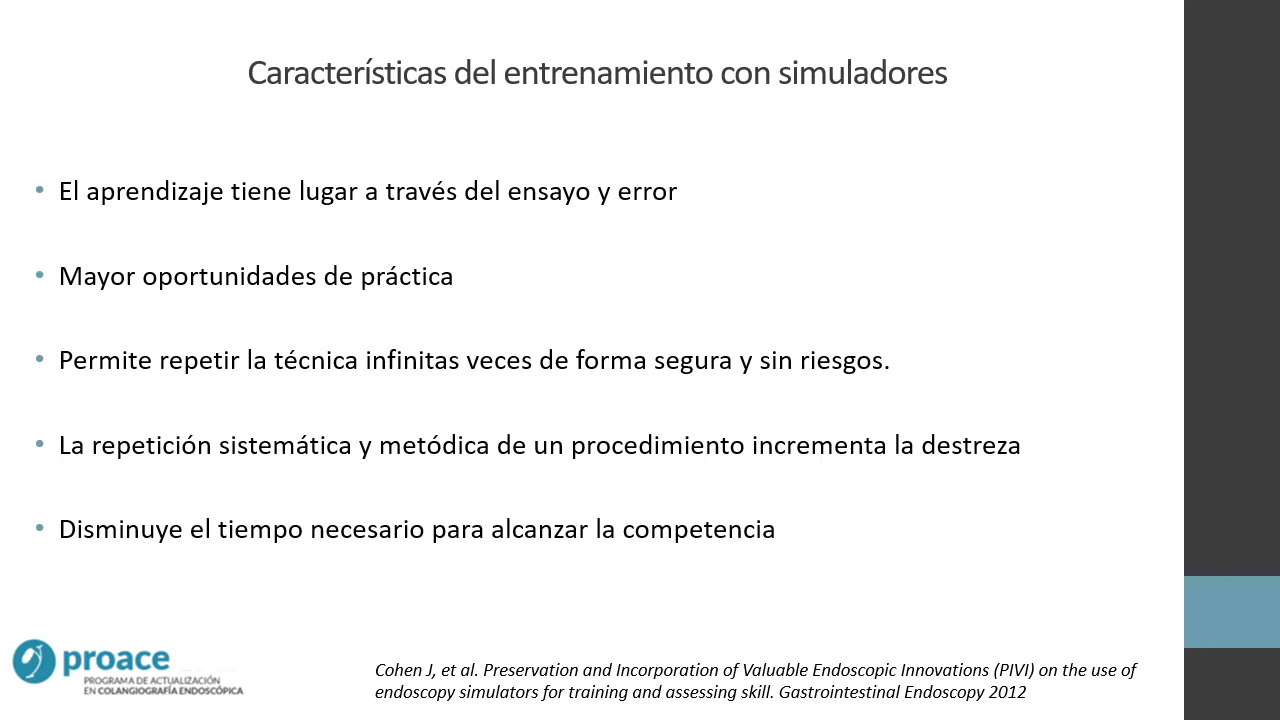 Características del entrenamiento con simuladores
• El aprendizaje tiene lugar a través del ensayo y error
• Mayor oportunidades de práctica
• Permite repetir la técnica infinitas veces de forma segura y sin riesgos.
• La repetición sistemática y metódica de un procedimiento incrementa la destreza
• Disminuye el tiempo necesario para alcanzar la competencia
proace
PROGRAMA DE ACTUALIZACIÓN
EN COLANGIOGRAFÍA ENDOSCÓPICA
Cohen J, et al. Preservation and Incorporation of Valuable Endoscopic Innovations (PIVI) on the use of
endoscopy simulators for training and assessing skill. Gastrointestinal Endoscopy 2012